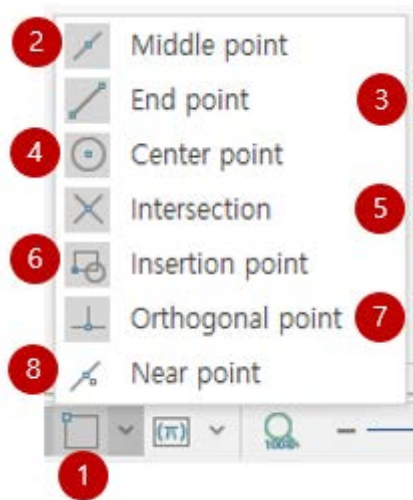 2 Middle point
End point 3
4 Center point
Intersection 5
6 Insertion point
Orthogonal point 7
8 Near point
(π) 100%
1